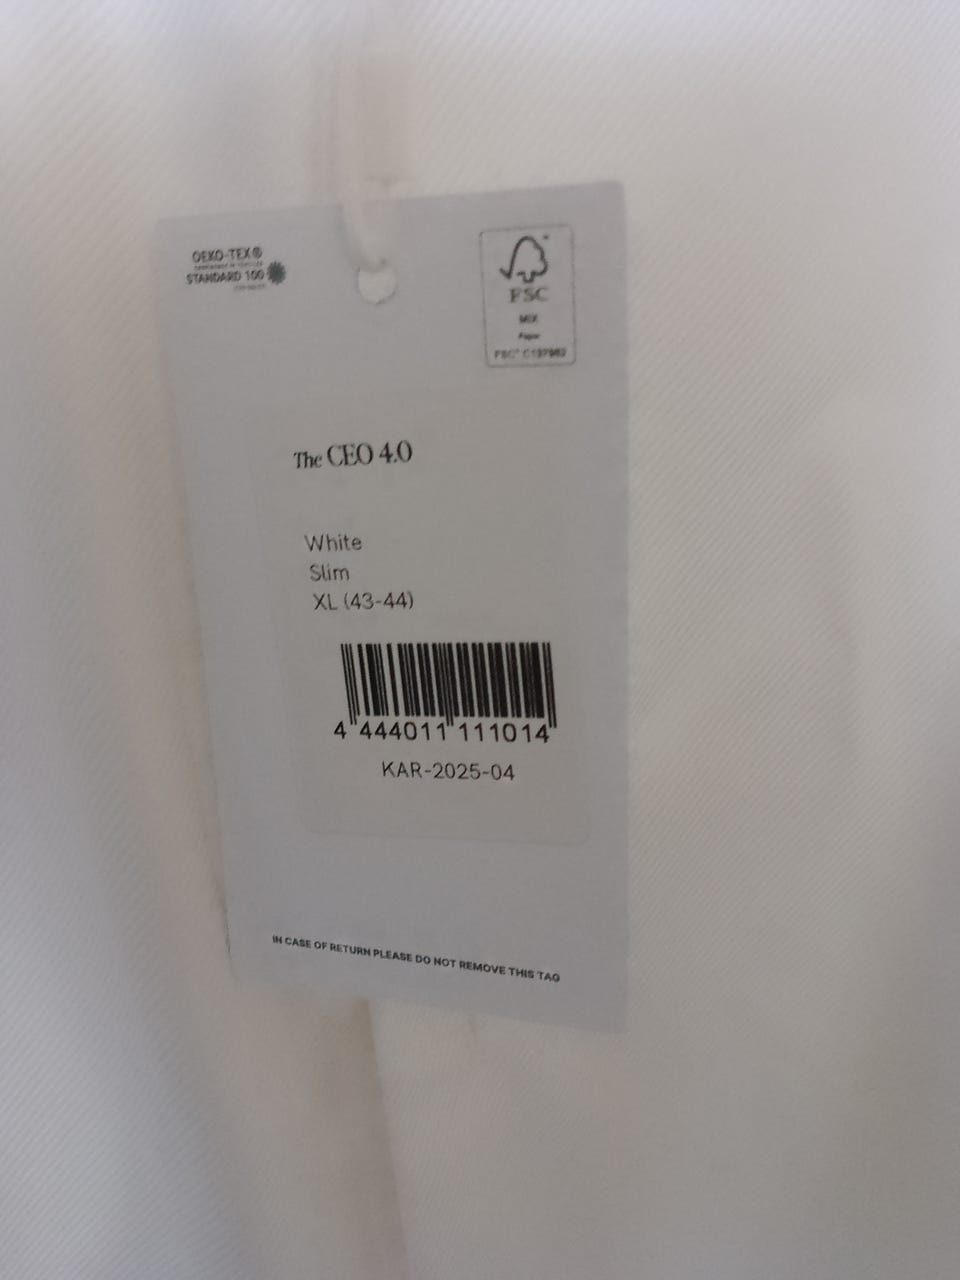 OEKO-TEX®
STANDARD 100
FSC
MIX
Paper
The CEO 4.0
White
Slim
XL (43-44)
4 444011 111014
KAR-2025-04
IN CASE OF RETURN PLEASE DO NOT REMOVE THIS TAG